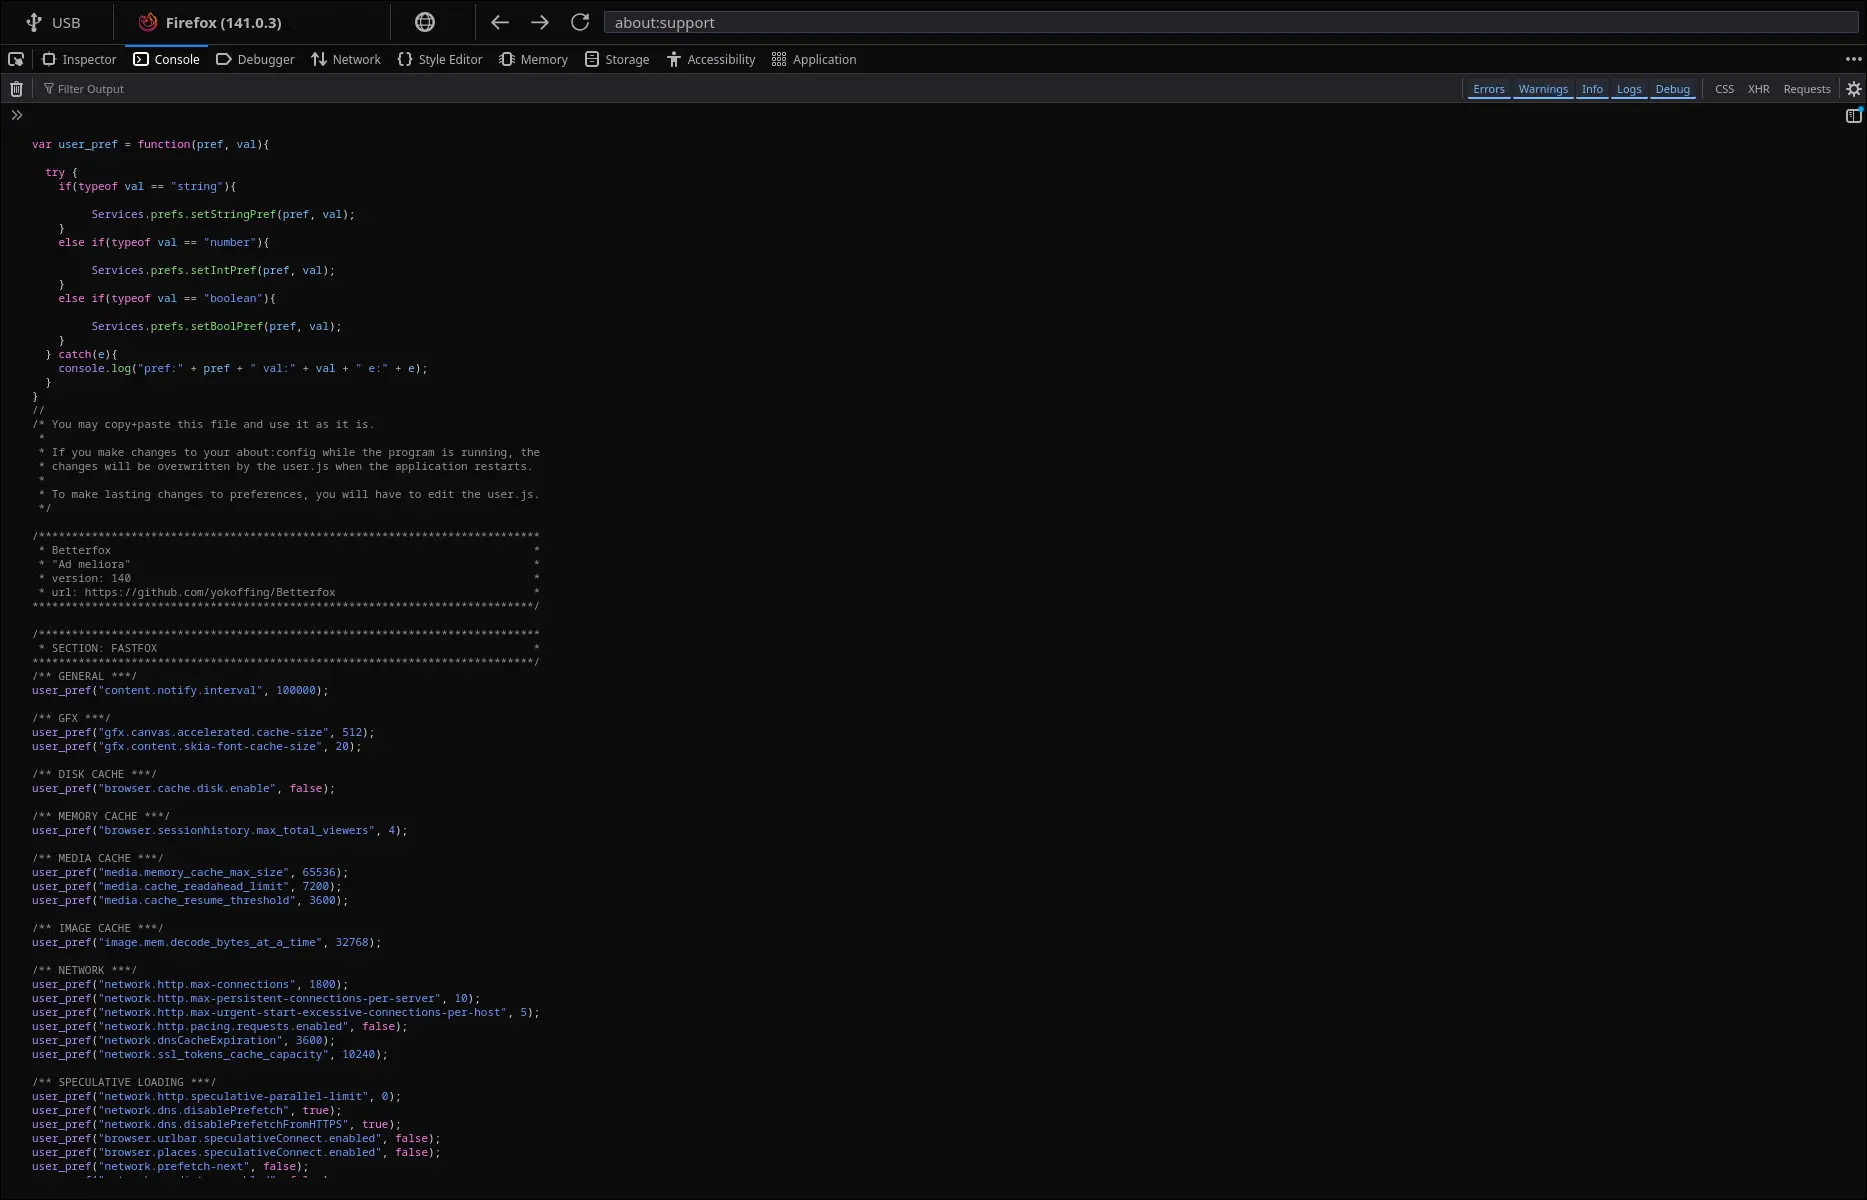 USB
Firefox (141.0.3)
about:support
Inspector Console Debugger Network Style Editor Memory Storage Accessibility Application
Filter Output Errors Warnings Info Logs Debug CSS XHR Requests
var user_pref = function(pref, val){
try {
if(typeof val == "string"){
Services.prefs.setStringPref(pref, val);
}
else if(typeof val == "number"){
Services.prefs.setIntPref(pref, val);
}
else if(typeof val == "boolean"){
Services.prefs.setBoolPref(pref, val);
}
} catch(e){
console.log("pref:" + pref + " val:" + val + " e:" + e);
}
}
//
/* You may copy+paste this file and use it as it is.
*
* If you make changes to your about:config while the program is running, the
* changes will be overwritten by the user.js when the application restarts.
*
* To make lasting changes to preferences, you will have to edit the user.js.
*/
/****************************************************************************
* Betterfox *
* "Ad meliora" *
* version: 140 *
* url: https://github.com/yokoffing/Betterfox *
****************************************************************************/
/****************************************************************************
* SECTION: FASTFOX *
****************************************************************************/
/** GENERAL ***/
user_pref("content.notify.interval", 100000);
/** GFX ***/
user_pref("gfx.canvas.accelerated.cache-size", 512);
user_pref("gfx.content.skia-font-cache-size", 20);
/** DISK CACHE ***/
user_pref("browser.cache.disk.enable", false);
/** MEMORY CACHE ***/
user_pref("browser.sessionhistory.max_total_viewers", 4);
/** MEDIA CACHE ***/
user_pref("media.memory_cache_max_size", 65536);
user_pref("media.cache_readahead_limit", 7200);
user_pref("media.cache_resume_threshold", 3600);
/** IMAGE CACHE ***/
user_pref("image.mem.decode_bytes_at_a_time", 32768);
/** NETWORK ***/
user_pref("network.http.max-connections", 1800);
user_pref("network.http.max-persistent-connections-per-server", 10);
user_pref("network.http.max-urgent-start-excessive-connections-per-host", 5);
user_pref("network.http.pacing.requests.enabled", false);
user_pref("network.dnsCacheExpiration", 3600);
user_pref("network.ssl_tokens_cache_capacity", 10240);
/** SPECULATIVE LOADING ***/
user_pref("network.http.speculative-parallel-limit", 0);
user_pref("network.dns.disablePrefetch", true);
user_pref("network.dns.disablePrefetchFromHTTPS", true);
user_pref("browser.urlbar.speculativeConnect.enabled", false);
user_pref("browser.places.speculativeConnect.enabled", false);
user_pref("network.prefetch-next", false);